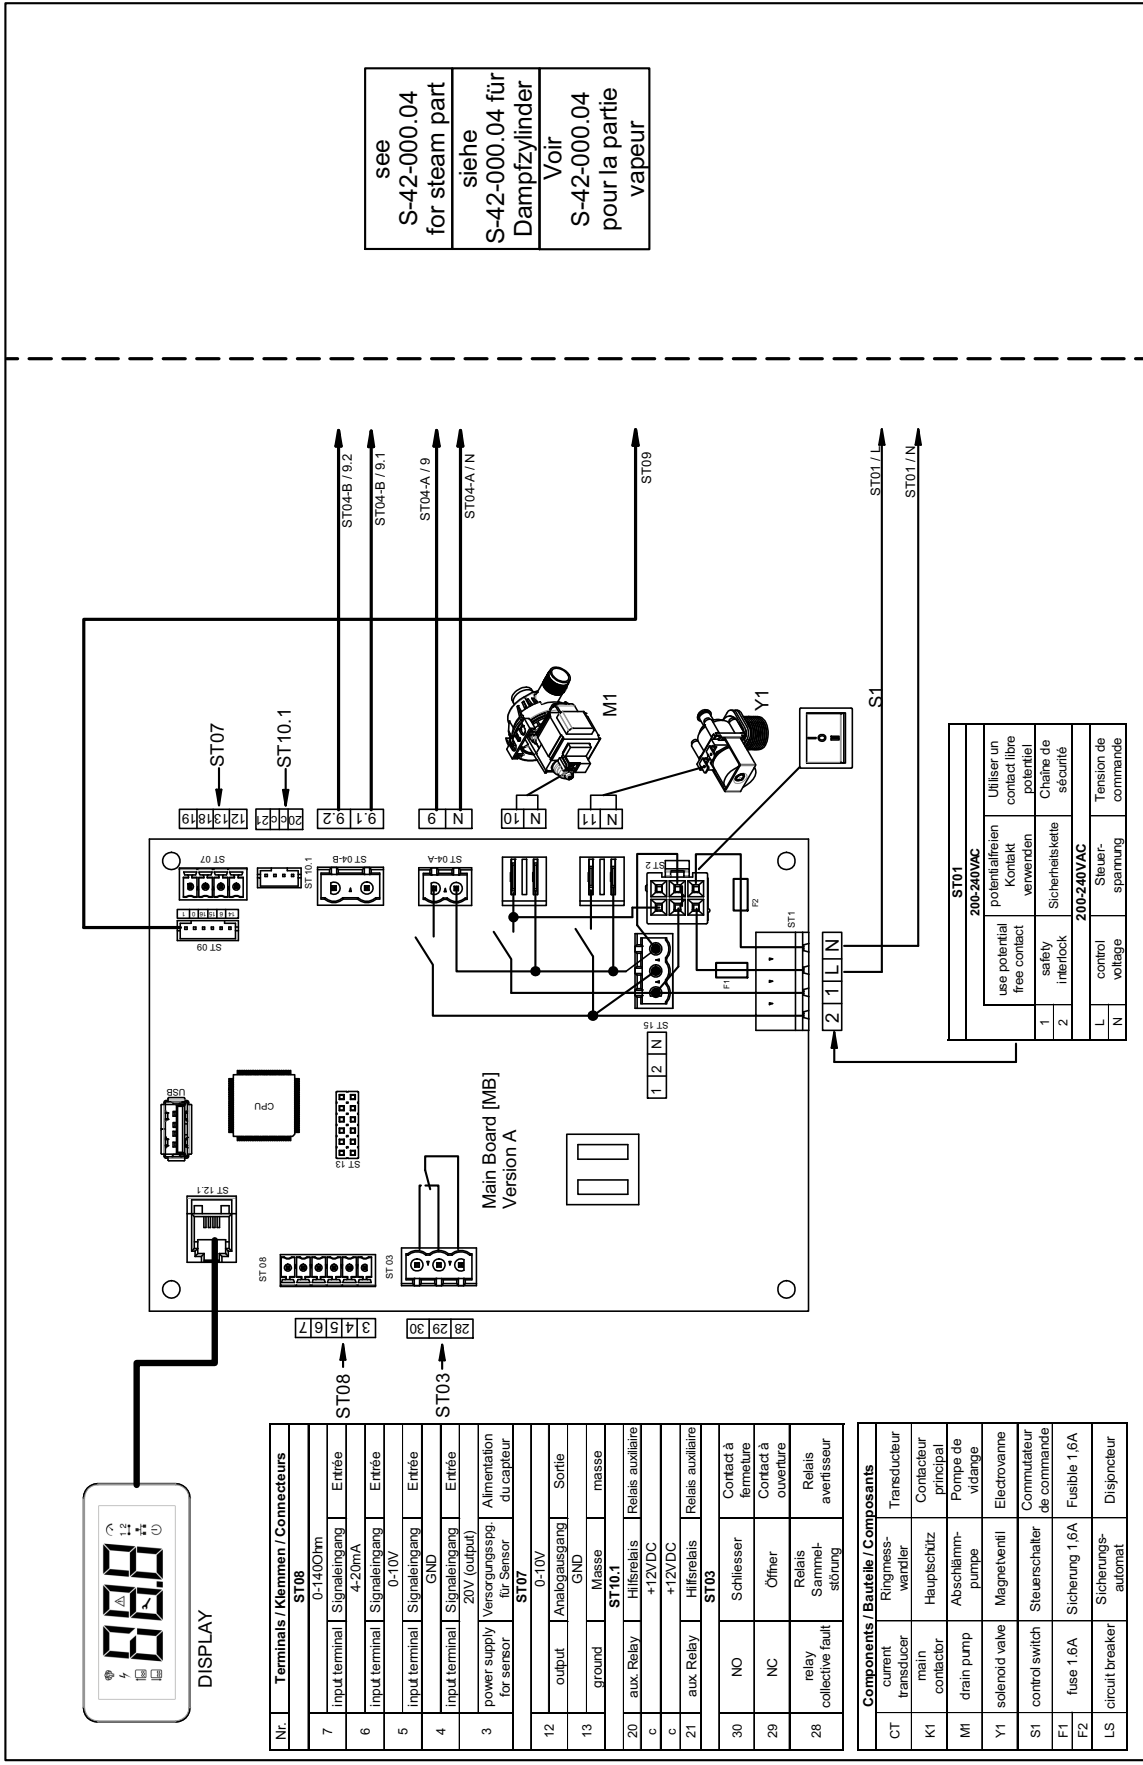 see
S-42-000.04
for steam part
siehe
S-42-000.04 für
Dampfzylinder
Voir
S-42-000.04
pour la partie
vapeur
DISPLAY
1.2
ST 12.1
USB
CPU
ST 13
ST 08
ST 03
ST 09
1 0 16 15 6 14
ST 07
ST 10.1
ST 04-B
ST 04-A
ST 2
ST 15
1 2 N
F1
F2
ST1
2 1 L N
Main Board [MB]
Version A
7 6 5 4 3
ST08
30 29 28
ST03
19 18 13 12
ST07
21 c c 20
ST10.1
9.2 9.1
9 N
10 N
11 N
M1
Y1
S1
ST04-B / 9.2
ST04-B / 9.1
ST04-A / 9
ST04-A / N
ST09
ST01 / L
ST01 / N
Nr. Terminals / Klemmen / Connecteurs
ST08
7 0-140Ohm
input terminal Signaleingang Entrée
6 4-20mA
input terminal Signaleingang Entrée
5 0-10V
input terminal Signaleingang Entrée
4 GND
input terminal Signaleingang Entrée
3 20V (output)
power supply for sensor Versorgungsspg. für Sensor Alimentation du capteur
ST07
12 0-10V
output Analogausgang Sortie
13 GND
ground Masse masse
ST10.1
20 aux. Relay Hilfsrelais Relais auxiliaire
c +12VDC
c +12VDC
21 aux. Relay Hilfsrelais Relais auxiliaire
ST03
30 NO Schliesser Contact à fermeture
29 NC Öffner Contact à ouverture
28 relay collective fault Relais Sammel-störung Relais avertisseur
Components / Bauteile / Composants
CT current transducer Ringmess-wandler Transducteur
K1 main contactor Hauptschütz Contacteur principal
M1 drain pump Abschlämm-pumpe Pompe de vidange
Y1 solenoid valve Magnetventil Electrovanne
S1 control switch Steuerschalter Commutateur de commande
F1 F2 fuse 1.6A Sicherung 1,6A Fusible 1,6A
LS circuit breaker Sicherungs-automat Disjoncteur
ST01
200-240VAC
use potential free contact potentialfreien Kontakt verwenden Utiliser un contact libre potentiel
1 2 safety interlock Sicherheitskette Chaîne de sécurité
200-240VAC
L N control voltage Steuer-spannung Tension de commande